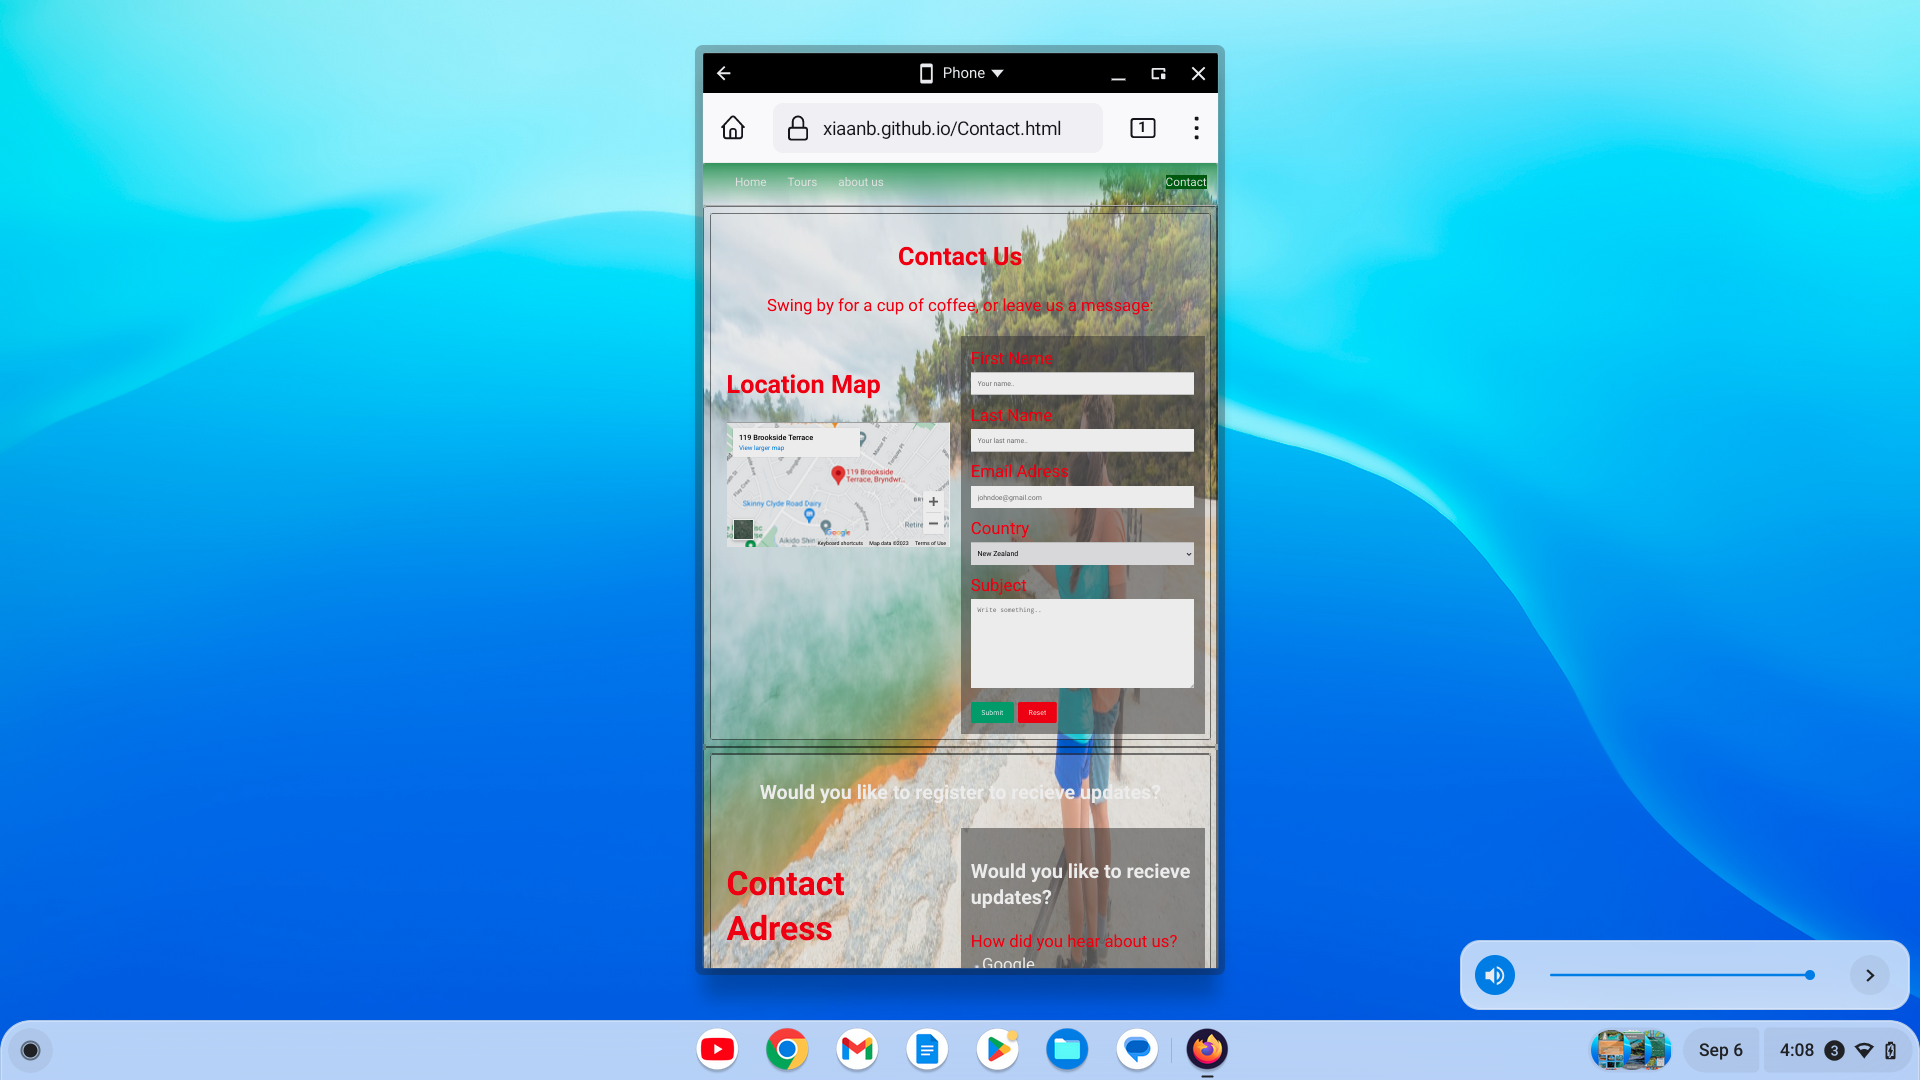 Phone
xiaanb.github.io/Contact.html
1
Home Tours about us Contact
Contact Us
Swing by for a cup of coffee, or leave us a message:
Location Map
119 Brookside Terrace
View larger map
119 Brookside
Terrace, Bryndwr...
Skinny Clyde Road Dairy
Aikido Shin
Google
Keyboard shortcuts Map data ©2023 Terms of Use
First Name
Your name..
Last Name
Your last name..
Email Adress
johndoe@gmail.com
Country
New Zealand
Subject
Write something..
Submit Reset
Would you like to register to recieve updates?
Contact
Adress
Would you like to recieve
updates?
How did you hear about us?
Google
Sep 6
4:08
3